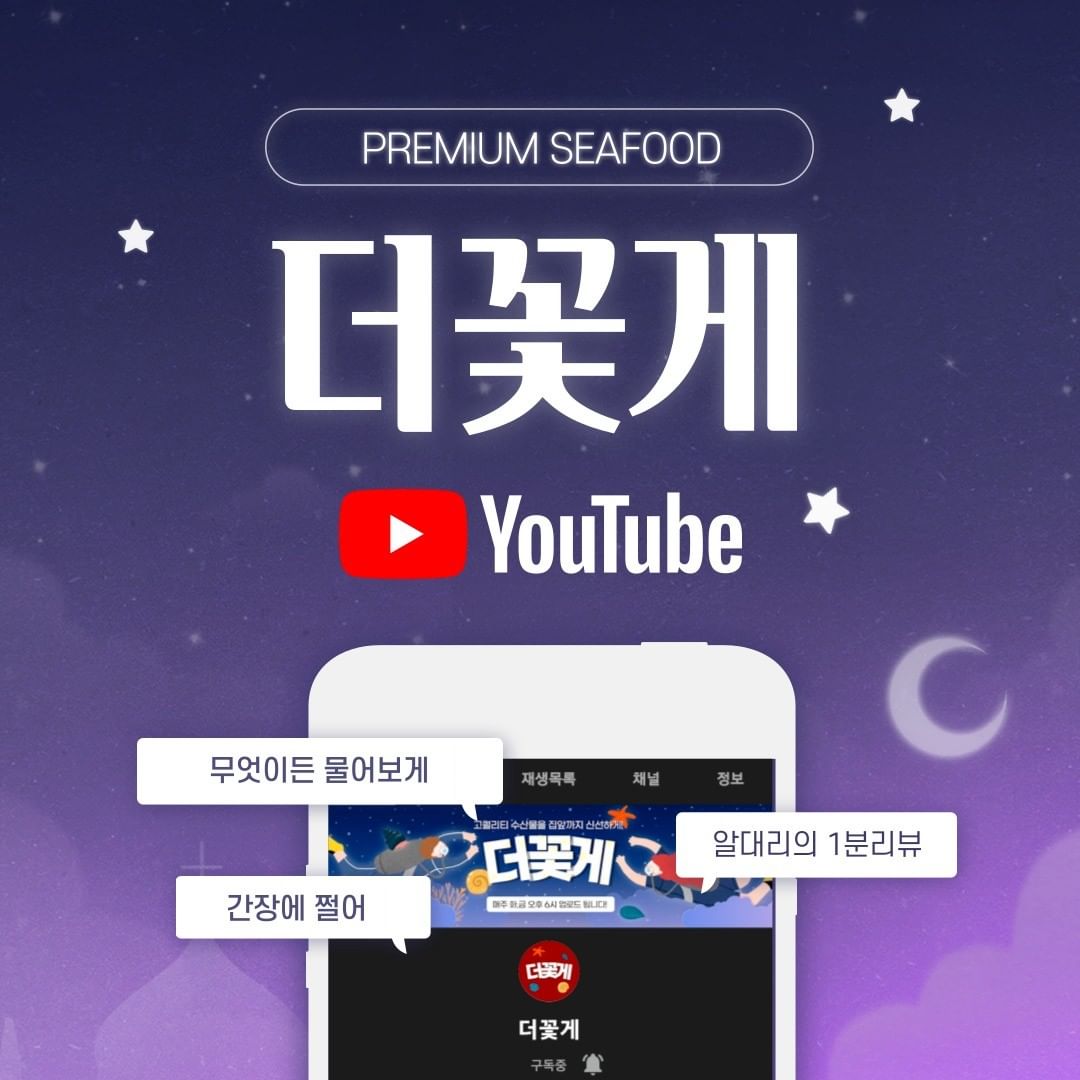 PREMIUM SEAFOOD
더꽃게
YouTube
무엇이든 물어보게
재생목록 채널 정보
고퀄리티 수산물을 집앞까지 신선하게!
더꽃게
알대리의 1분리뷰
매주 화,금 오후 6시 업로드 됩니다!
간장에 쩔어
더꽃게
더꽃게
구독중